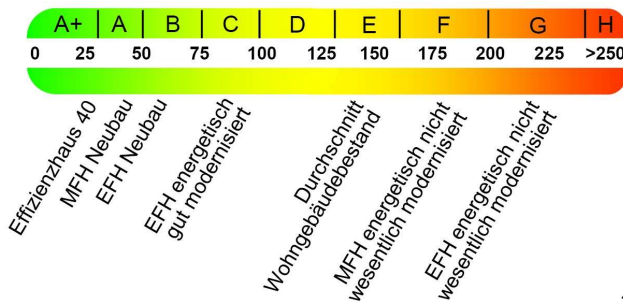 A+ A B C D E F G H
0 25 50 75 100 125 150 175 200 225 >250
Effizienzhaus 40
MFH Neubau
EFH Neubau
EFH energetisch
gut modernisiert
Durchschnitt
Wohngebäudebestand
MFH energetisch nicht
wesentlich modernisiert
EFH energetisch nicht
wesentlich modernisiert